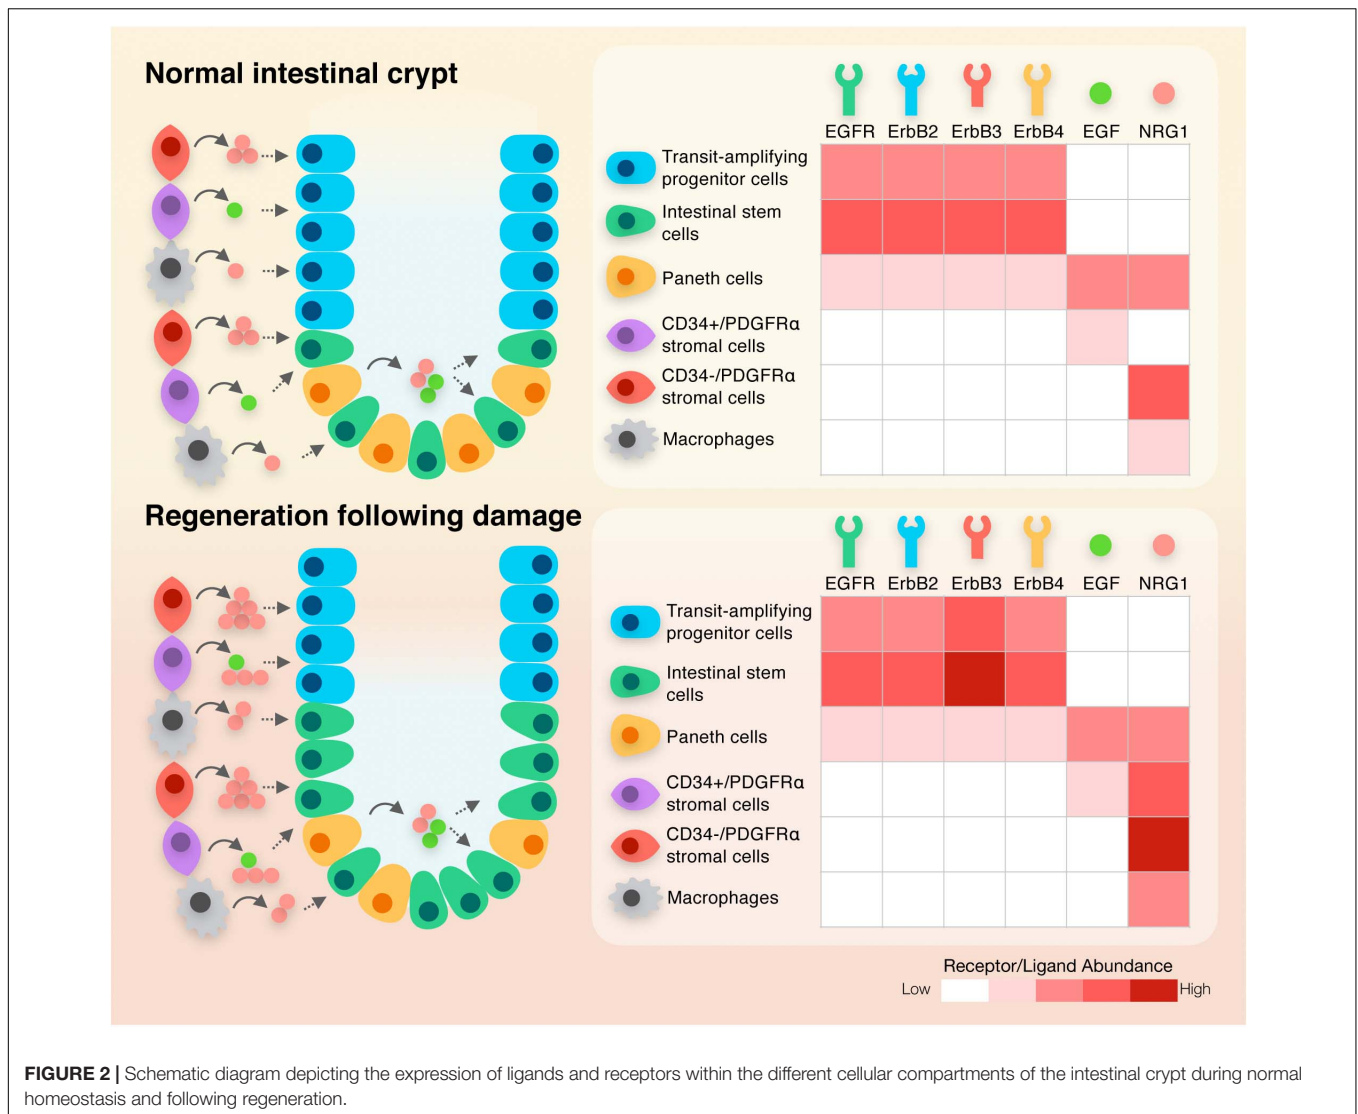 Normal intestinal crypt
EGFR ErbB2 ErbB3 ErbB4 EGF NRG1
Transit-amplifying
progenitor cells
Intestinal stem
cells
Paneth cells
CD34+/PDGFRα
stromal cells
CD34-/PDGFRα
stromal cells
Macrophages
Regeneration following damage
EGFR ErbB2 ErbB3 ErbB4 EGF NRG1
Transit-amplifying
progenitor cells
Intestinal stem
cells
Paneth cells
CD34+/PDGFRα
stromal cells
CD34-/PDGFRα
stromal cells
Macrophages
Receptor/Ligand Abundance
Low High
FIGURE 2 | Schematic diagram depicting the expression of ligands and receptors within the different cellular compartments of the intestinal crypt during normal
homeostasis and following regeneration.